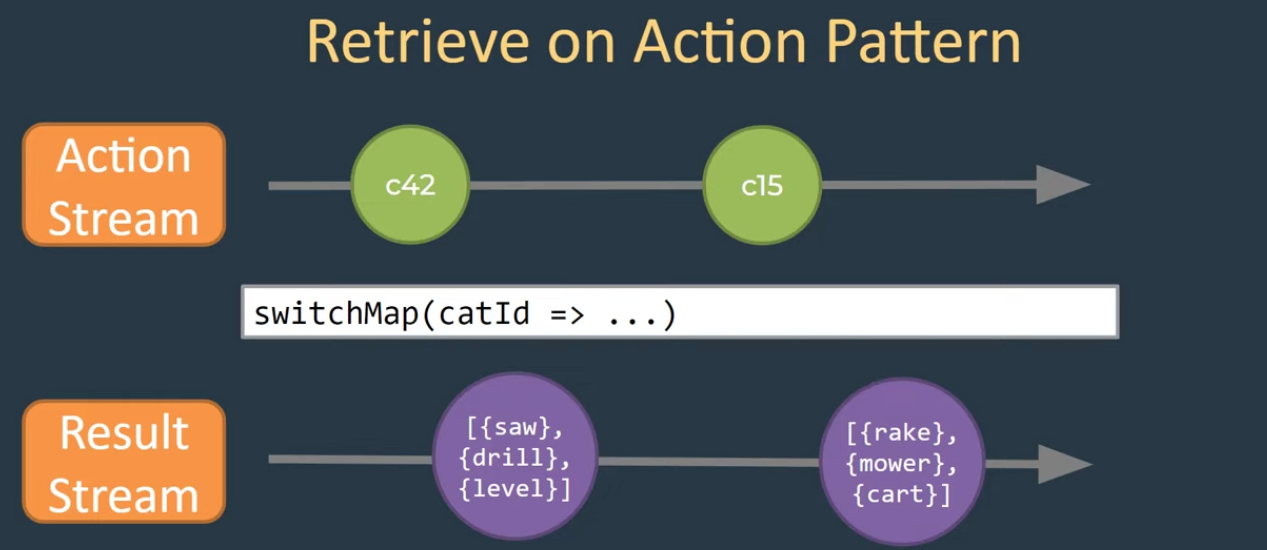 Retrieve on Action Pattern
Action
Stream
c42
c15
switchMap(catId => ...)
Result
Stream
[{saw},
{drill},
{level}]
[{rake},
{mower},
{cart}]